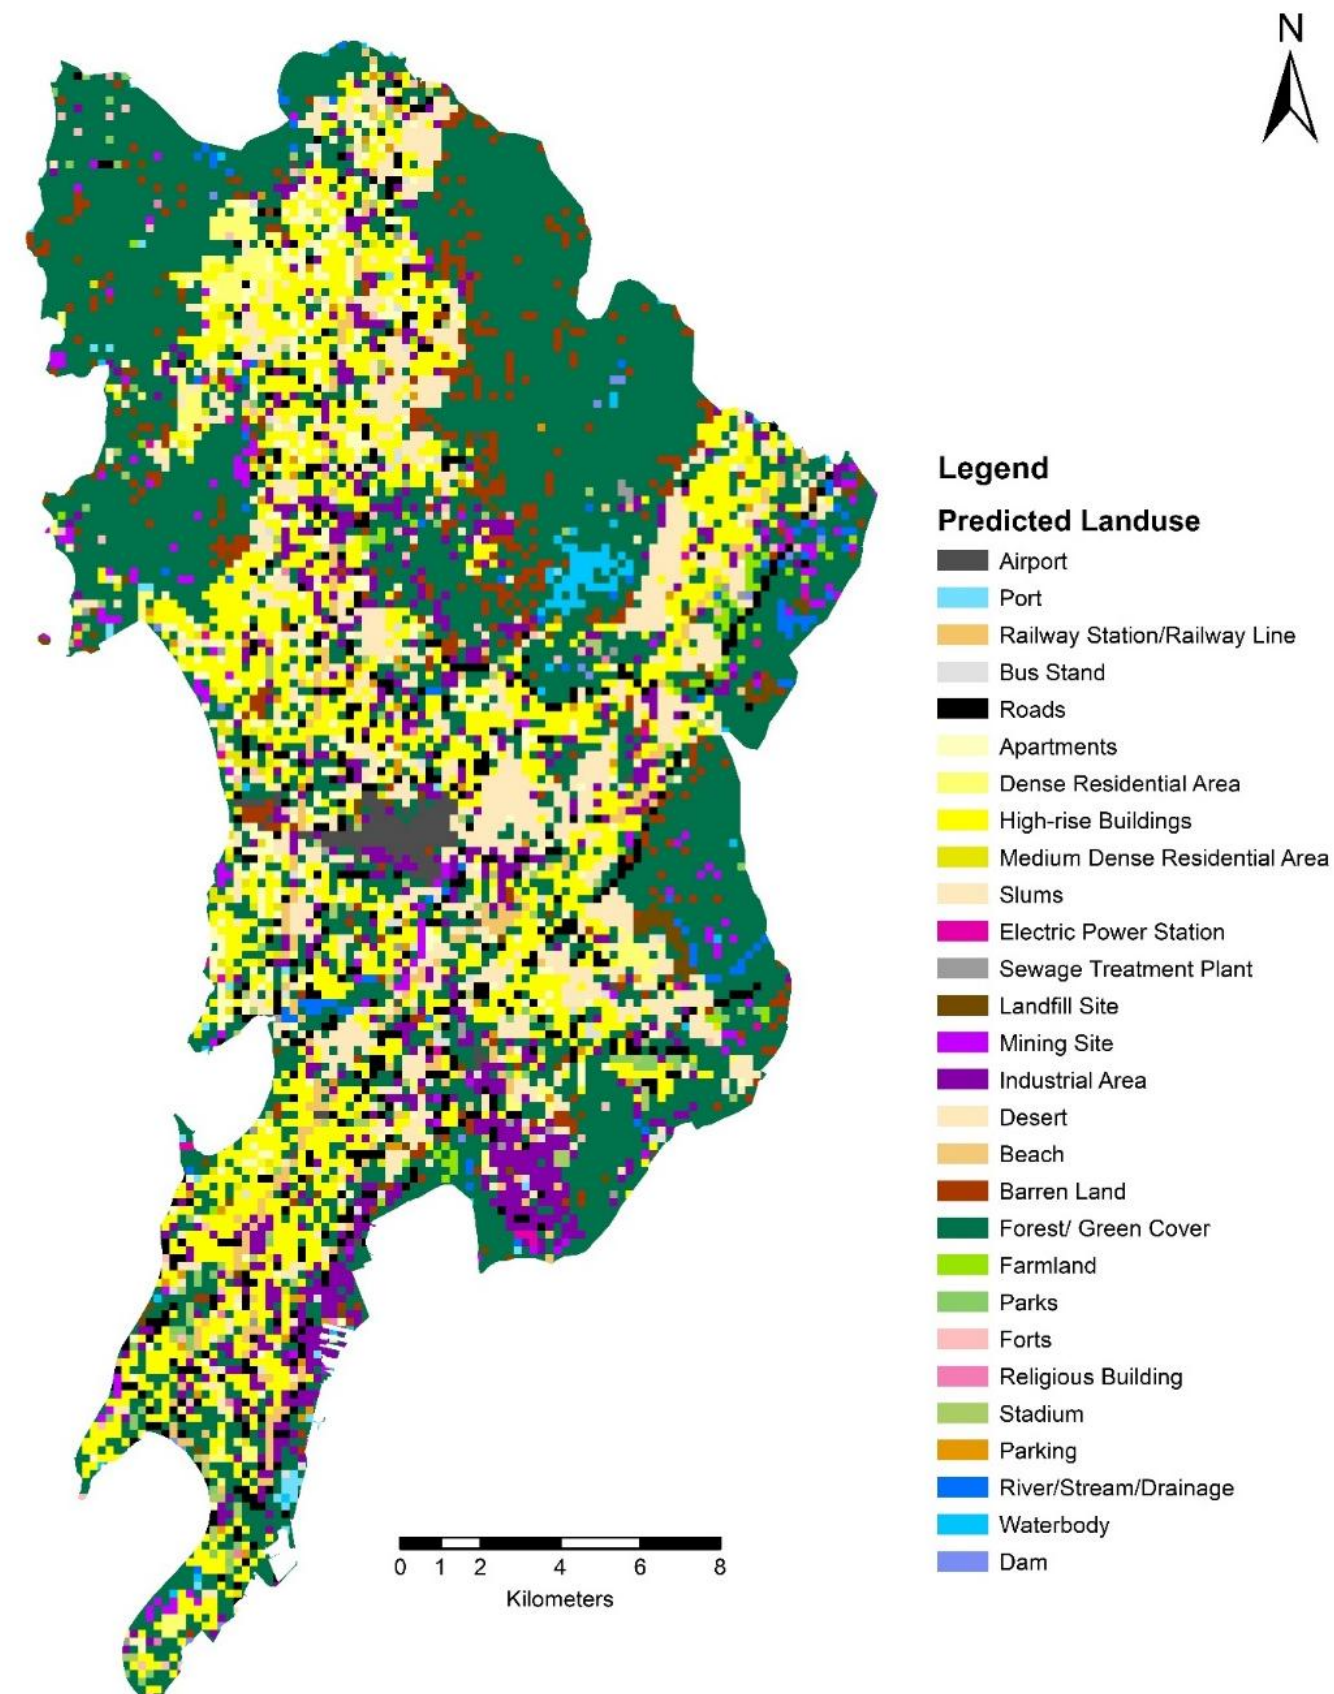 N
Legend
Predicted Landuse
Airport
Port
Railway Station/Railway Line
Bus Stand
Roads
Apartments
Dense Residential Area
High-rise Buildings
Medium Dense Residential Area
Slums
Electric Power Station
Sewage Treatment Plant
Landfill Site
Mining Site
Industrial Area
Desert
Beach
Barren Land
Forest/ Green Cover
Farmland
Parks
Forts
Religious Building
Stadium
Parking
River/Stream/Drainage
Waterbody
Dam
0 1 2 4 6 8
Kilometers